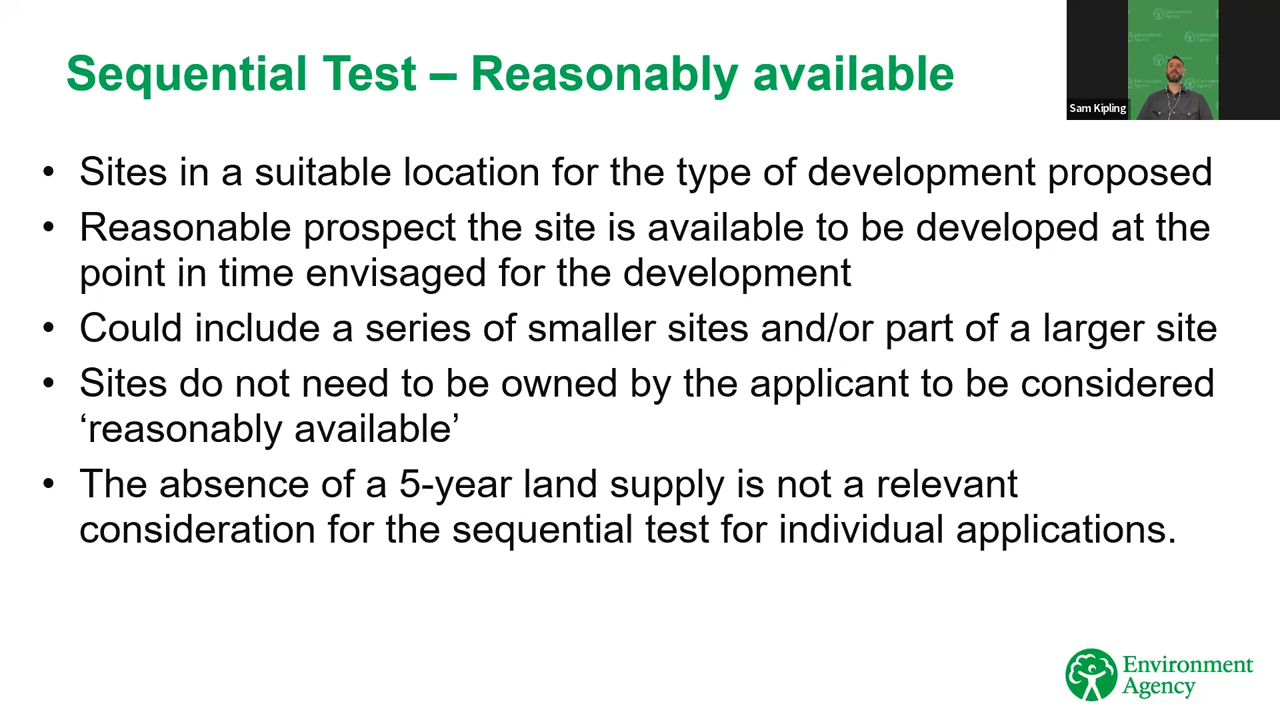 Sequential Test – Reasonably available
Sam Kipling
• Sites in a suitable location for the type of development proposed
• Reasonable prospect the site is available to be developed at the
point in time envisaged for the development
• Could include a series of smaller sites and/or part of a larger site
• Sites do not need to be owned by the applicant to be considered
‘reasonably available’
• The absence of a 5-year land supply is not a relevant
consideration for the sequential test for individual applications.
Environment
Agency